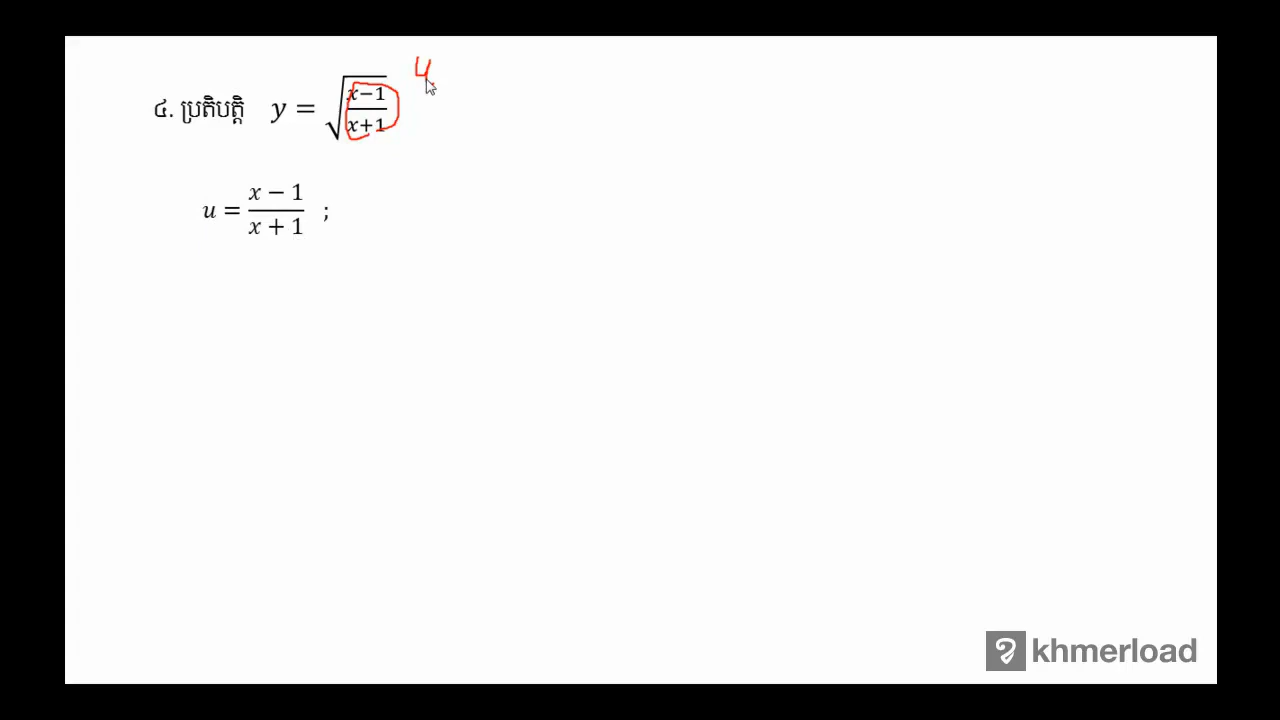 ៤. ប្រតិបត្តិ y = √((x−1)/(x+1)) u
u = (x − 1)/(x + 1) ;
khmerload